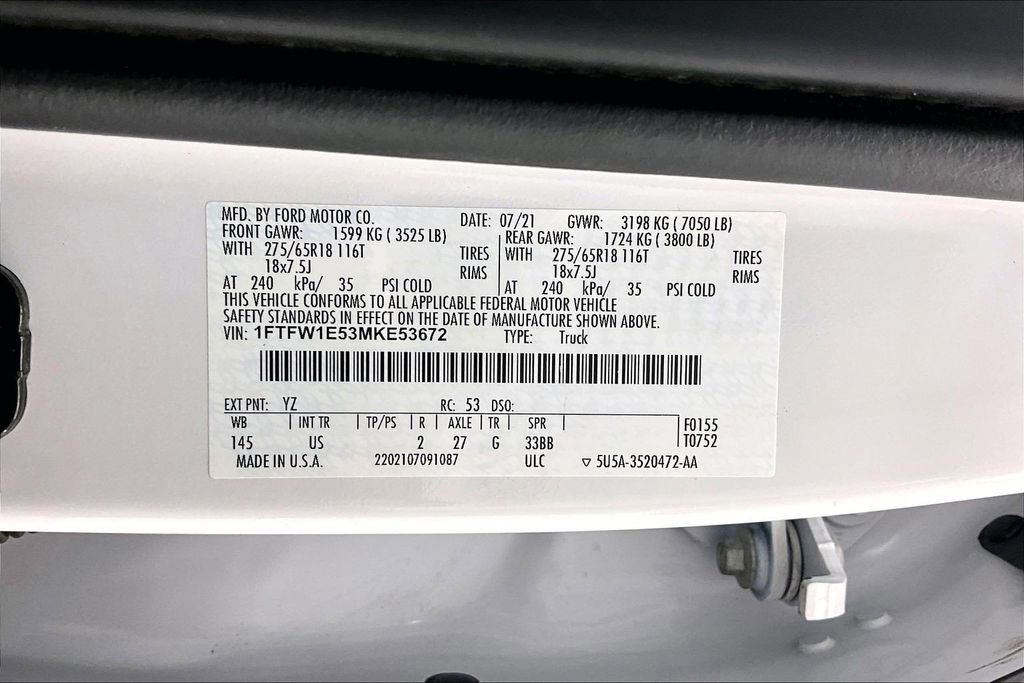 MFD. BY FORD MOTOR CO. DATE: 07/21 GVWR: 3198 KG ( 7050 LB)
FRONT GAWR: 1599 KG ( 3525 LB) REAR GAWR: 1724 KG ( 3800 LB)
WITH 275/65R18 116T TIRES WITH 275/65R18 116T TIRES
18x7.5J RIMS 18x7.5J RIMS
AT 240 kPa/ 35 PSI COLD AT 240 kPa/ 35 PSI COLD
THIS VEHICLE CONFORMS TO ALL APPLICABLE FEDERAL MOTOR VEHICLE
SAFETY STANDARDS IN EFFECT ON THE DATE OF MANUFACTURE SHOWN ABOVE.
VIN: 1FTFW1E53MKE53672 TYPE: Truck
EXT PNT: YZ RC: 53 DSO:
WB | INT TR | TP/PS | R | AXLE | TR | SPR | F0155
145 US 2 27 G 33BB T0752
MADE IN U.S.A. 2202107091087 ULC ▽ 5U5A-3520472-AA